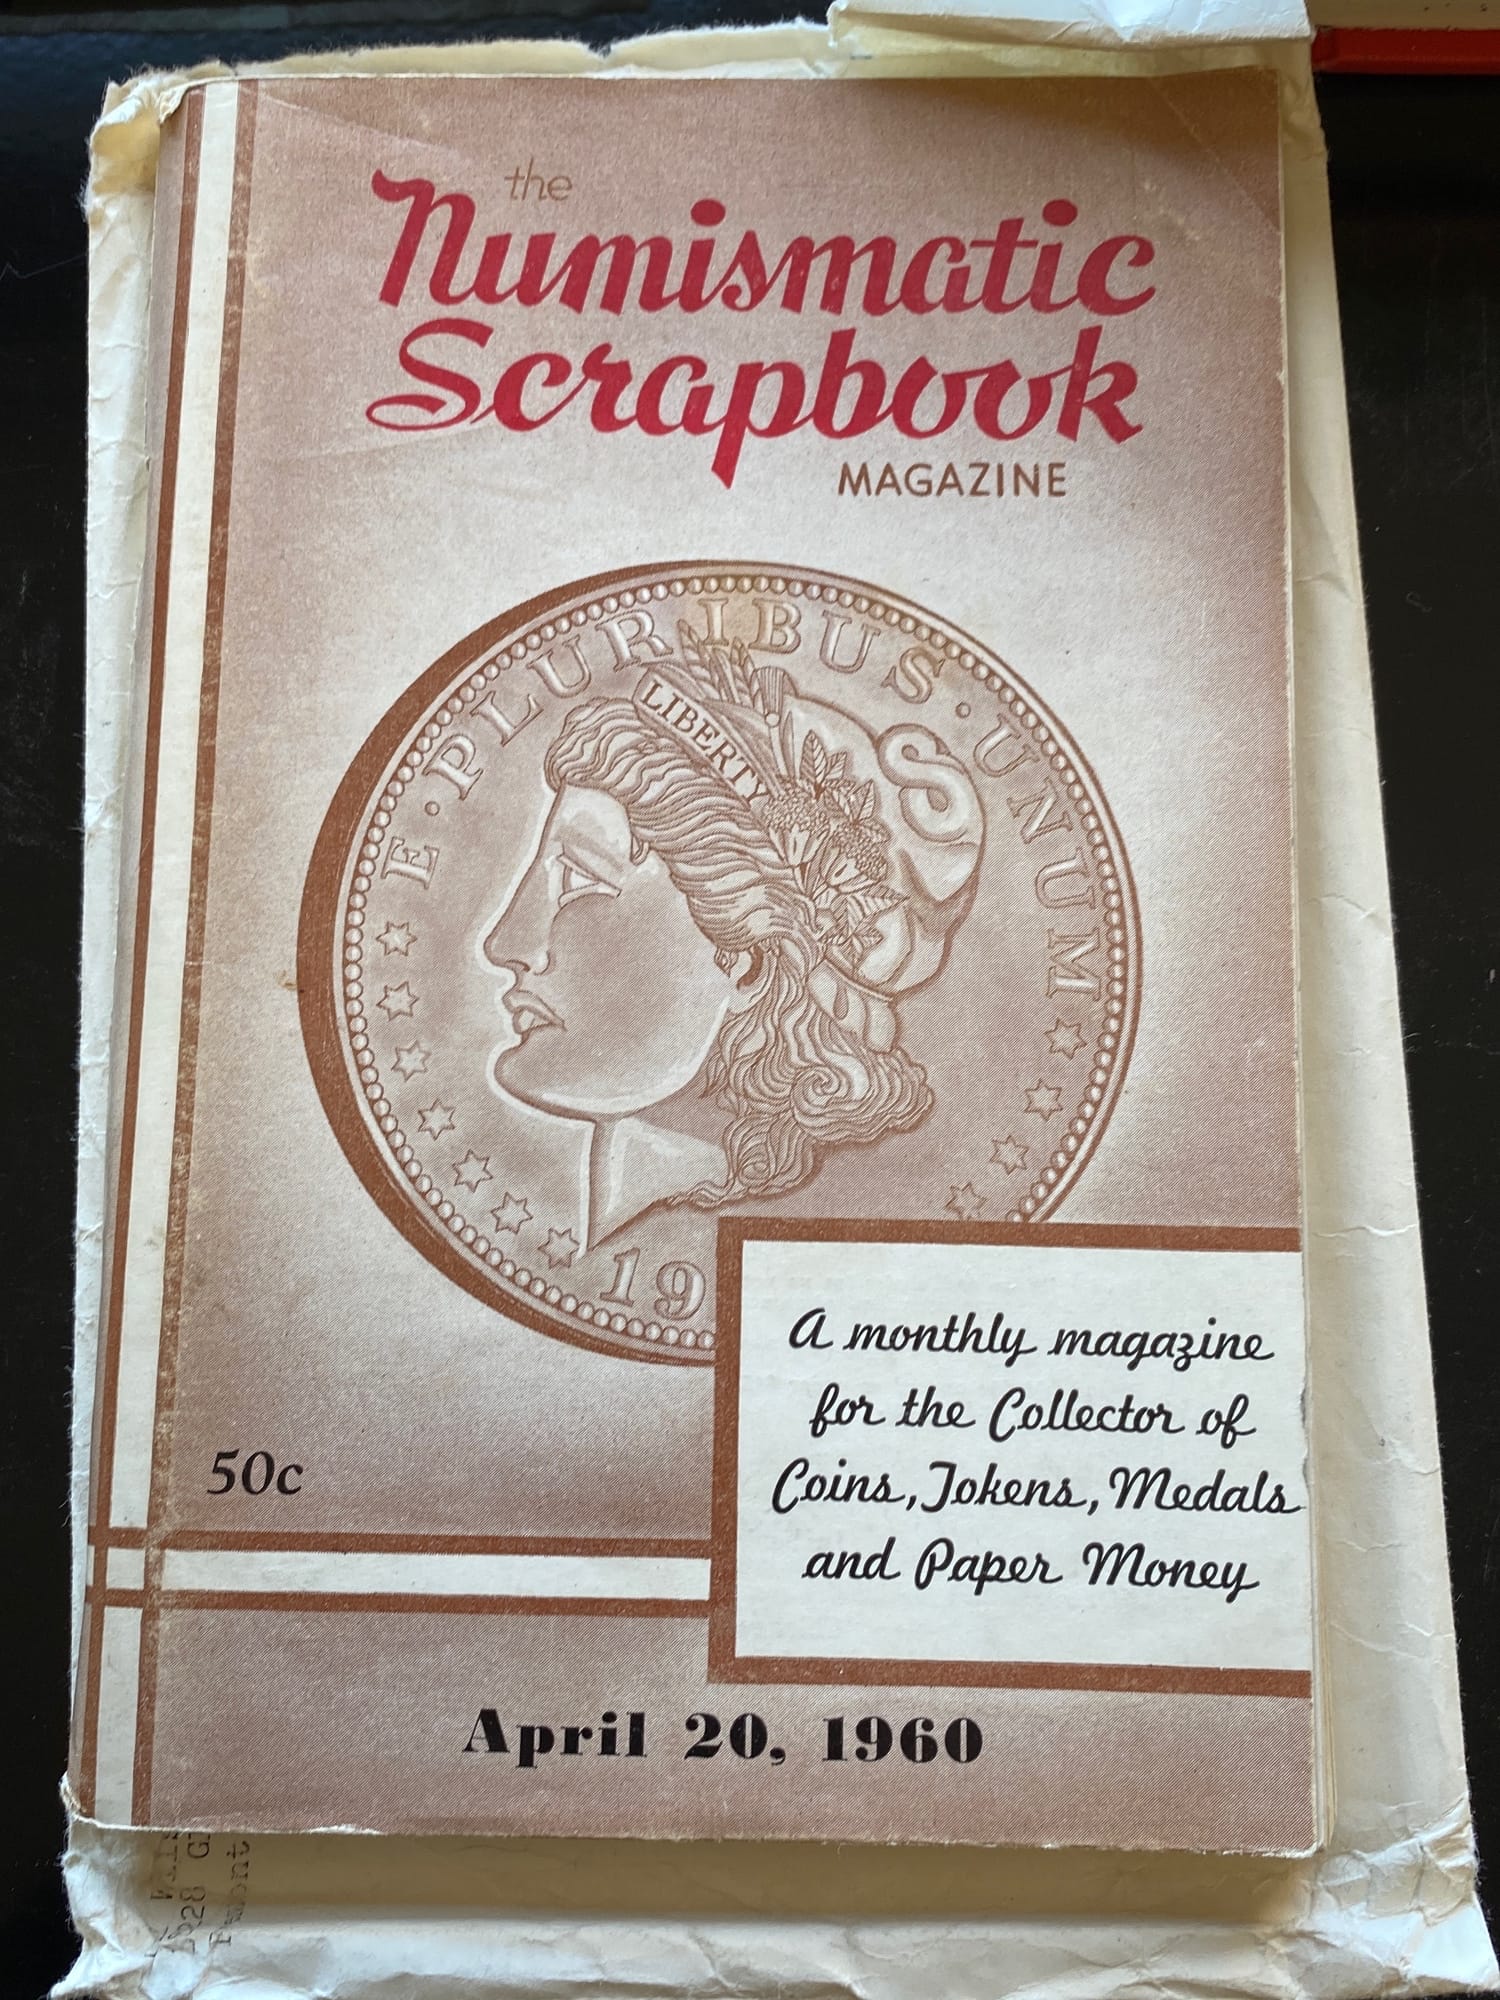 the
Numismatic
Scrapbook
MAGAZINE
E · PLURIBUS · UNUM
LIBERTY
19
A monthly magazine
for the Collector of
Coins, Tokens, Medals
and Paper Money
50c
April 20, 1960